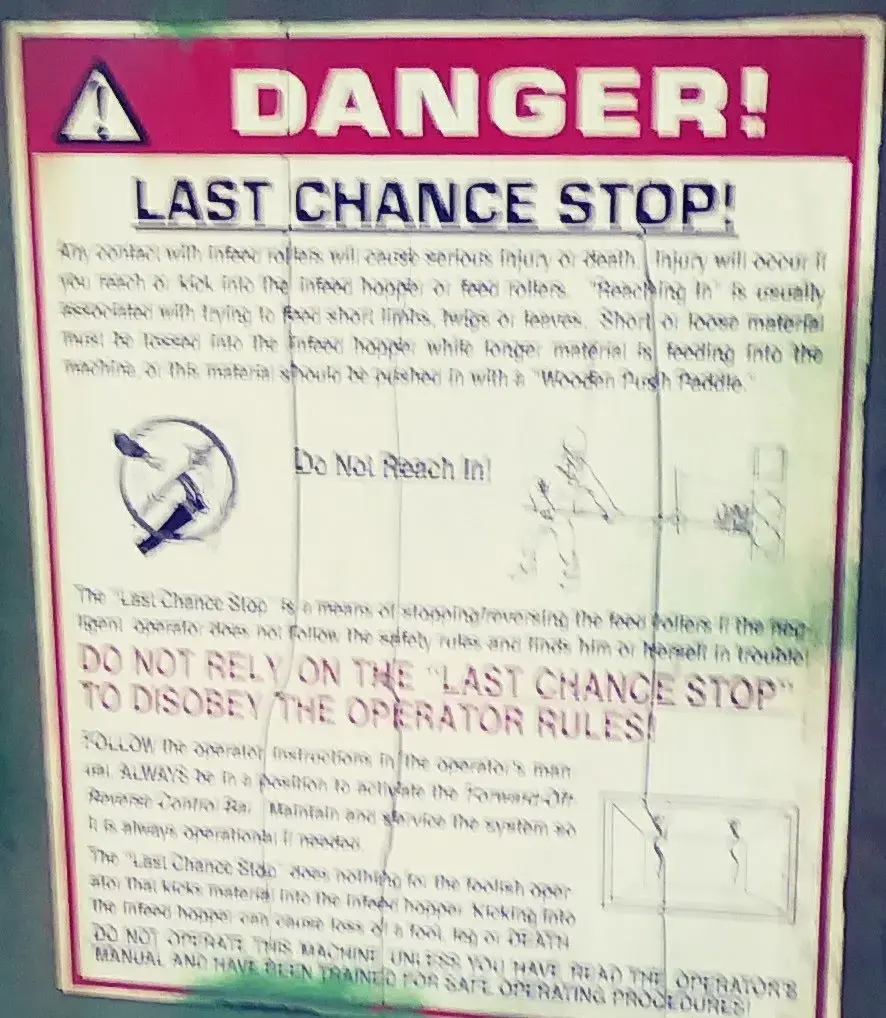 DANGER!
LAST CHANCE STOP!
Any contact with infeed rollers will cause serious injury or death. Injury will occur if
you reach or kick into the infeed hopper or feed rollers. "Reaching In" is usually
associated with trying to feed short limbs, twigs or leaves. Short or loose material
must be tossed into the infeed hopper while longer material is feeding into the
machine, or this material should be pushed in with a "Wooden Push Paddle."
Do Not Reach In!
The "Last Chance Stop" is a means of stopping/reversing the feed rollers if the neg-
ligent operator does not follow the safety rules and finds him or herself in trouble!
DO NOT RELY ON THE "LAST CHANCE STOP"
TO DISOBEY THE OPERATOR RULES!
FOLLOW the operator instructions in the operator's man-
ual. ALWAYS be in a position to activate the Forward-Off-
Reverse Control Bar. Maintain and service the system so
it is always operational if needed.
The "Last Chance Stop" does nothing for the foolish oper-
ator that kicks material into the infeed hopper. Kicking into
the infeed hopper can cause loss of a foot, leg or DEATH.
DO NOT OPERATE THIS MACHINE UNLESS YOU HAVE READ THE OPERATOR'S
MANUAL AND HAVE BEEN TRAINED FOR SAFE OPERATING PROCEDURES!